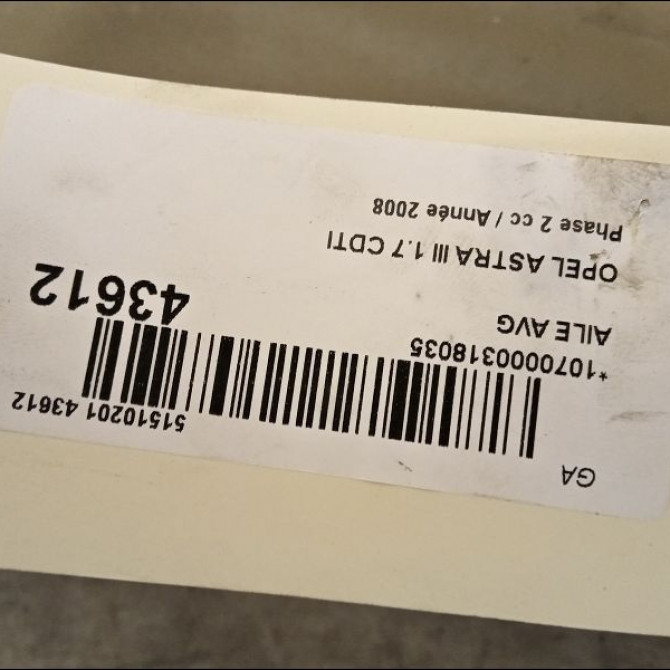 GA
51510201 43612
*1070000318035
43612
AILE AVG
OPEL ASTRA III 1.7 CDTI
Phase 2 cc / Année 2008